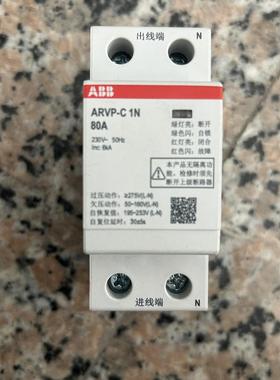 出线端 N
ABB
ARVP-C 1N
80A
230V~ 50Hz
Inc: 6kA
绿灯亮: 断开
绿色闪: 自锁
红灯亮: 闭合
红色闪: 故障
本产品无隔离功
能，检修时须先
断开上级断路器
过压动作: ≥275V(L-N)
欠压动作: 50-160V(L-N)
自恢复值: 195-253V(L-N)
自复位延时: 30±5s
进线端 N